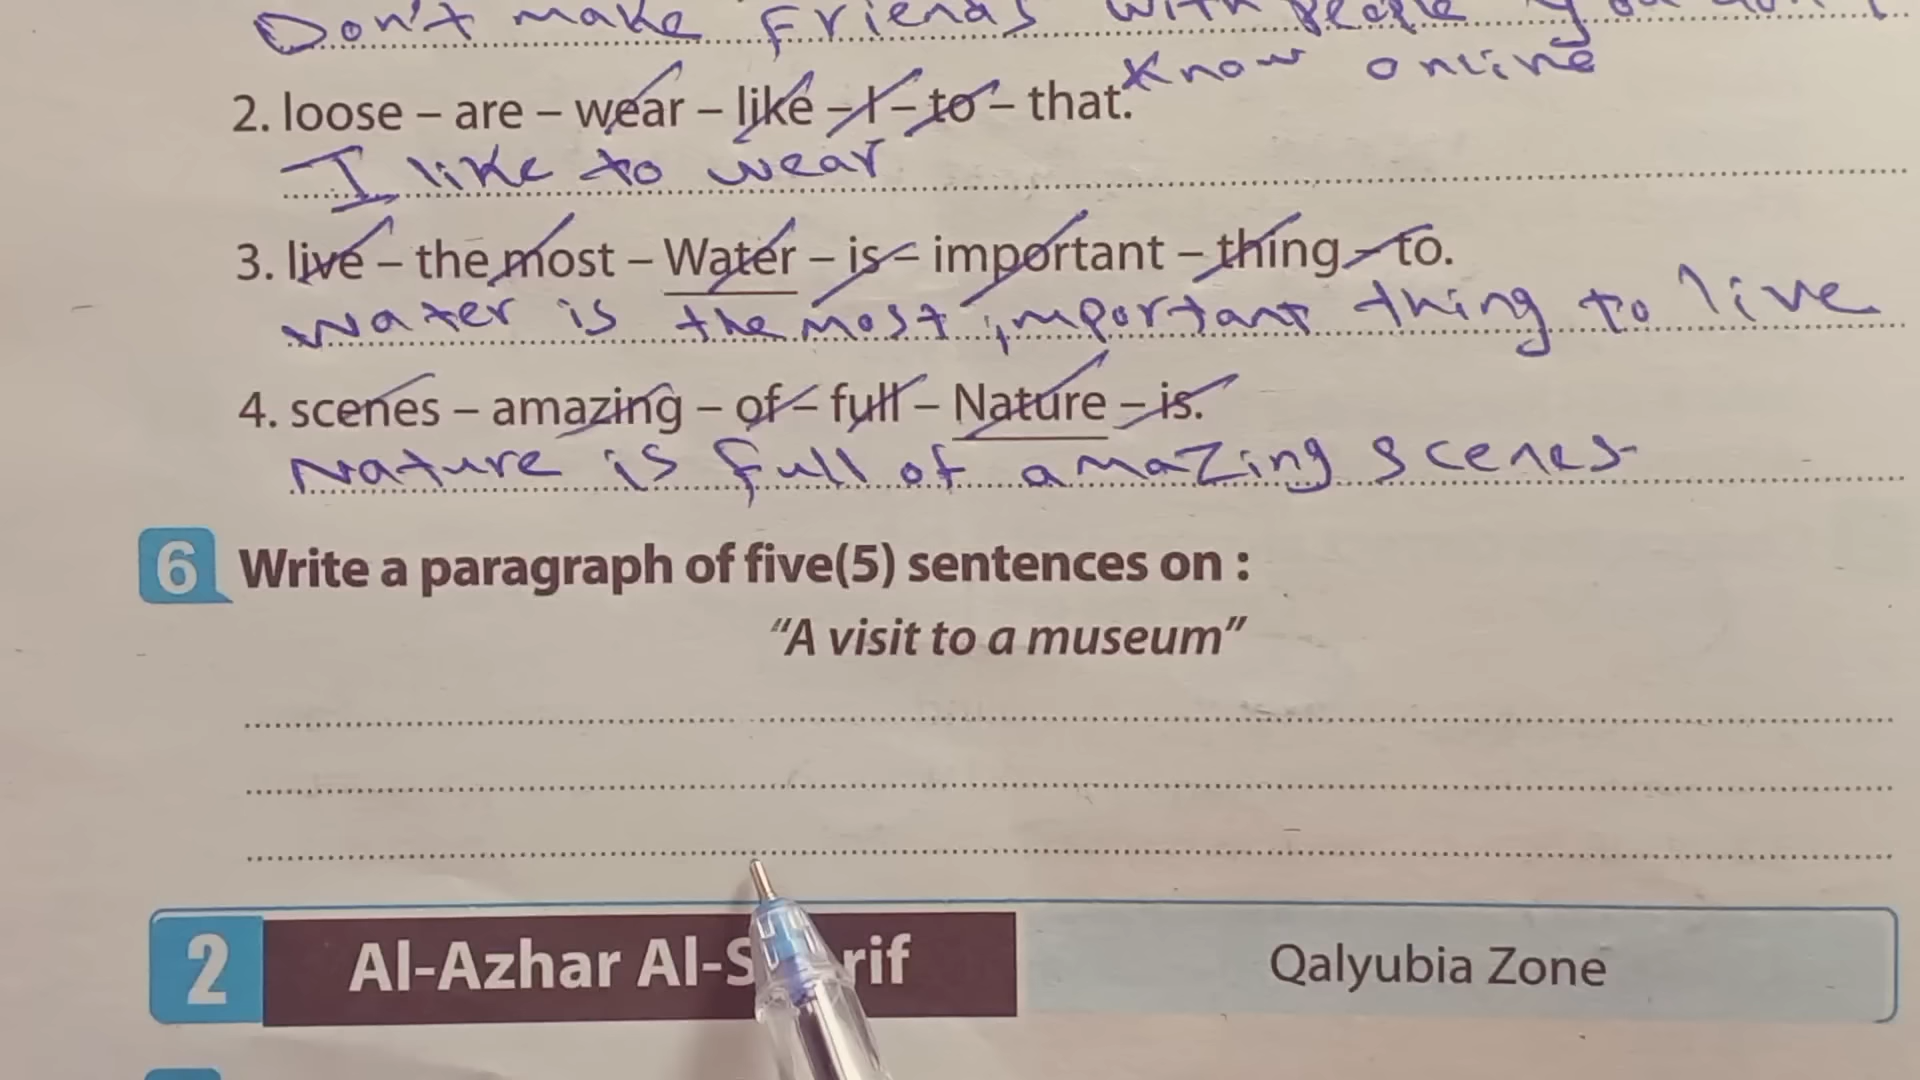 Don't make friends with people you
know online
2. loose – are – wear – like – I – to – that.
I like to wear
3. live – the most – Water – is – important – thing – to.
Water is the most important thing to live
4. scenes – amazing – of – full – Nature – is.
Nature is full of amazing scenes
6 Write a paragraph of five(5) sentences on :
"A visit to a museum"
2 Al-Azhar Al- Qalyubia Zone